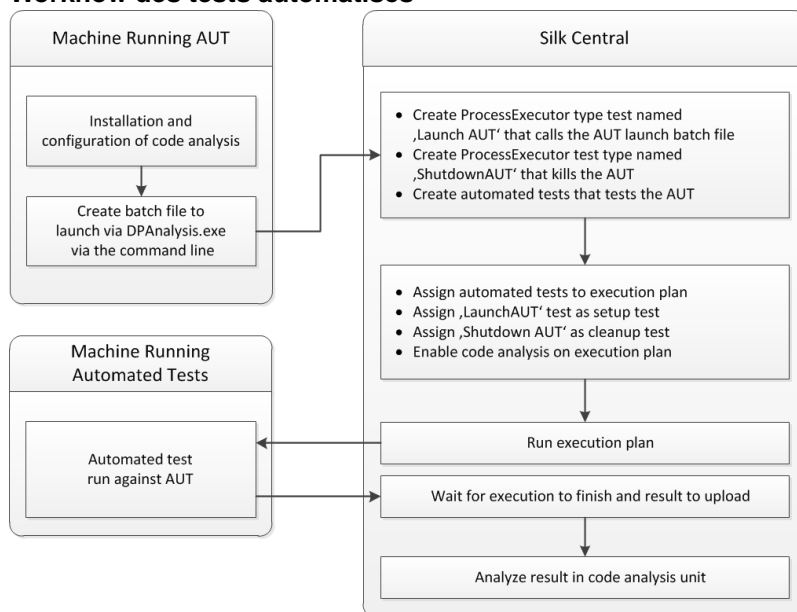 Workflow des tests automatisés
Machine Running AUT
Installation and
configuration of code analysis
Create batch file to
launch via DPAnalysis.exe
via the command line
Silk Central
• Create ProcessExecutor type test named
‚Launch AUT‘ that calls the AUT launch batch file
• Create ProcessExecutor test type named
‚ShutdownAUT‘ that kills the AUT
• Create automated tests that tests the AUT
• Assign automated tests to execution plan
• Assign ‚LaunchAUT‘ test as setup test
• Assign ‚Shutdown AUT‘ as cleanup test
• Enable code analysis on execution plan
Machine Running
Automated Tests
Automated test
run against AUT
Run execution plan
Wait for execution to finish and result to upload
Analyze result in code analysis unit